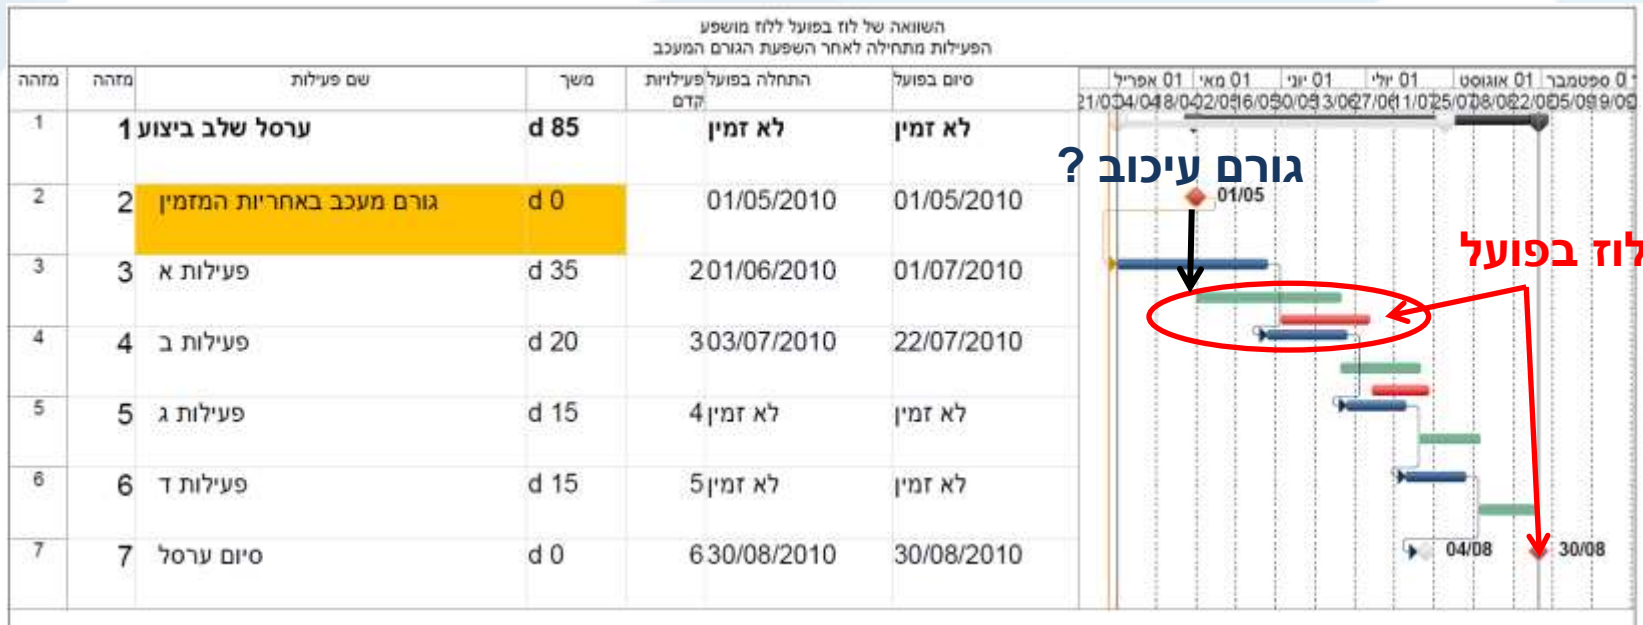 השוואה של לוז בפועל ללוז מושפע
הפעילות מתחילה לאחר השפעת הגורם המעכב
מזהה מזהה שם פעילות משך פעילויות קדם התחלה בפועל סיום בפועל
01 אפריל 01 מאי 01 יוני 01 יולי 01 אוגוסט 0 ספטמבר
1 1 ערסל שלב ביצוע 85 d לא זמין לא זמין
גורם עיכוב ?
2 2 גורם מעכב באחריות המזמין 0 d 01/05/2010 01/05/2010 01/05
לוז בפועל
3 3 פעילות א 35 d 2 01/06/2010 01/07/2010
4 4 פעילות ב 20 d 3 03/07/2010 22/07/2010
5 5 פעילות ג 15 d 4 לא זמין לא זמין
6 6 פעילות ד 15 d 5 לא זמין לא זמין
7 7 סיום ערסל 0 d 6 30/08/2010 30/08/2010 04/08 30/08